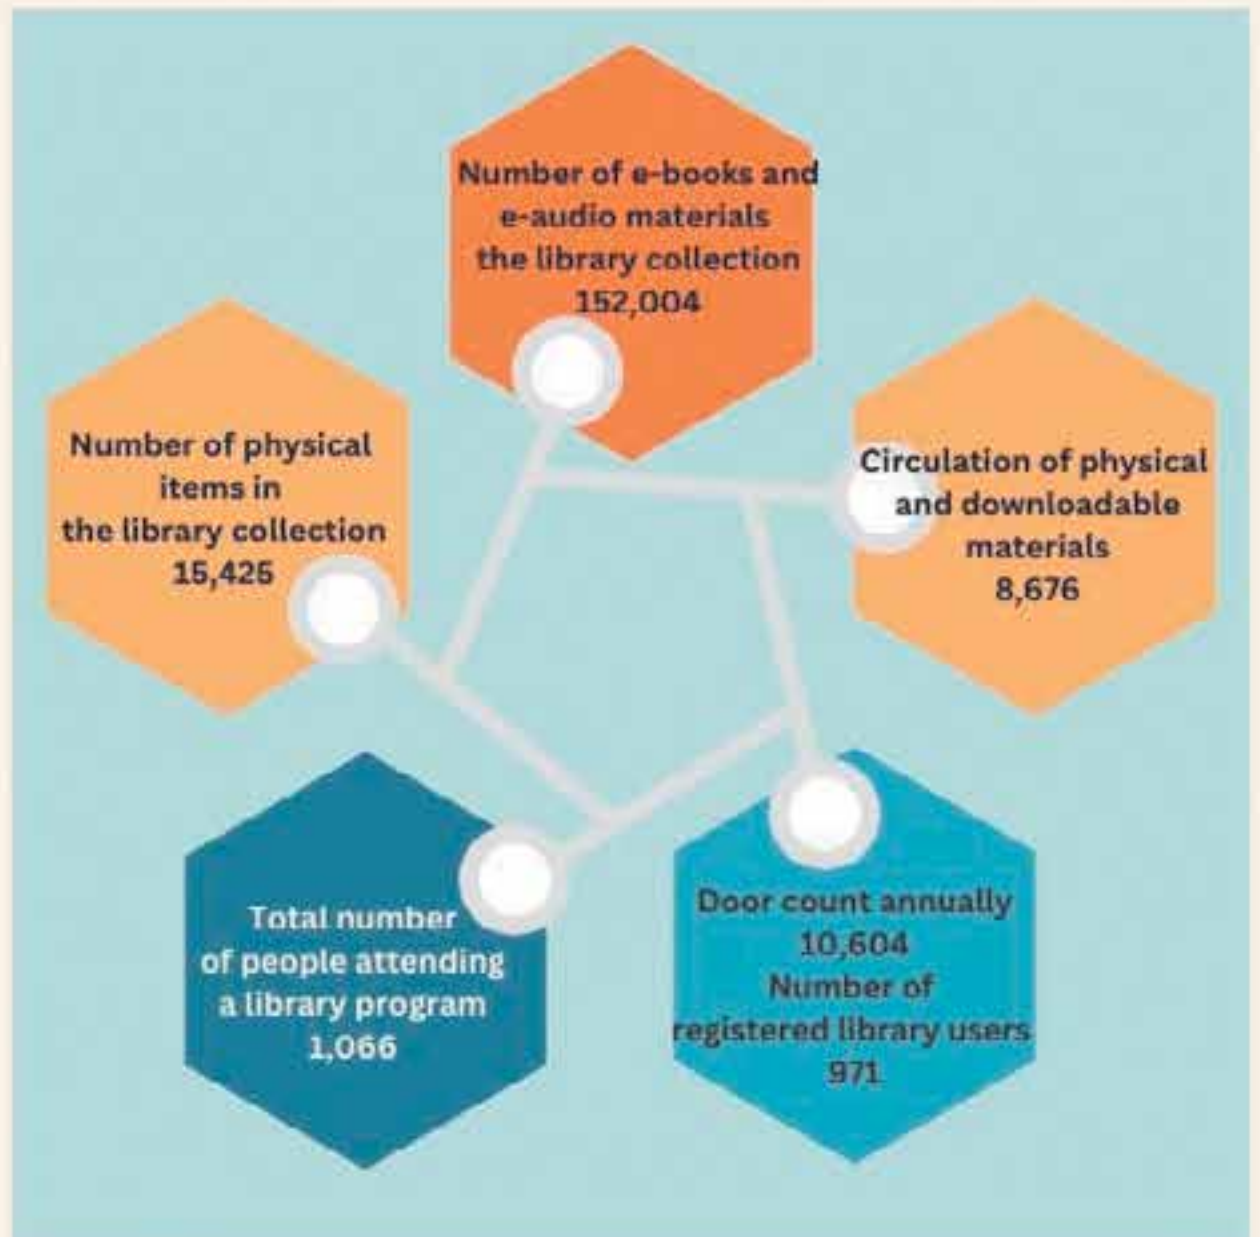 Number of e-books and
e-audio materials
the library collection
152,004
Number of physical
items in
the library collection
15,425
Circulation of physical
and downloadable
materials
8,676
Total number
of people attending
a library program
1,066
Door count annually
10,604
Number of
registered library users
971